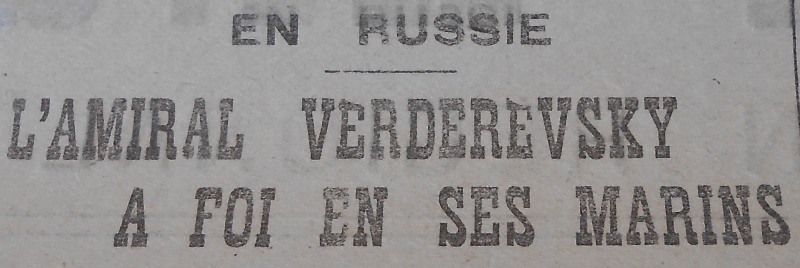 EN RUSSIE
L'AMIRAL VERDEREVSKY
A FOI EN SES MARINS